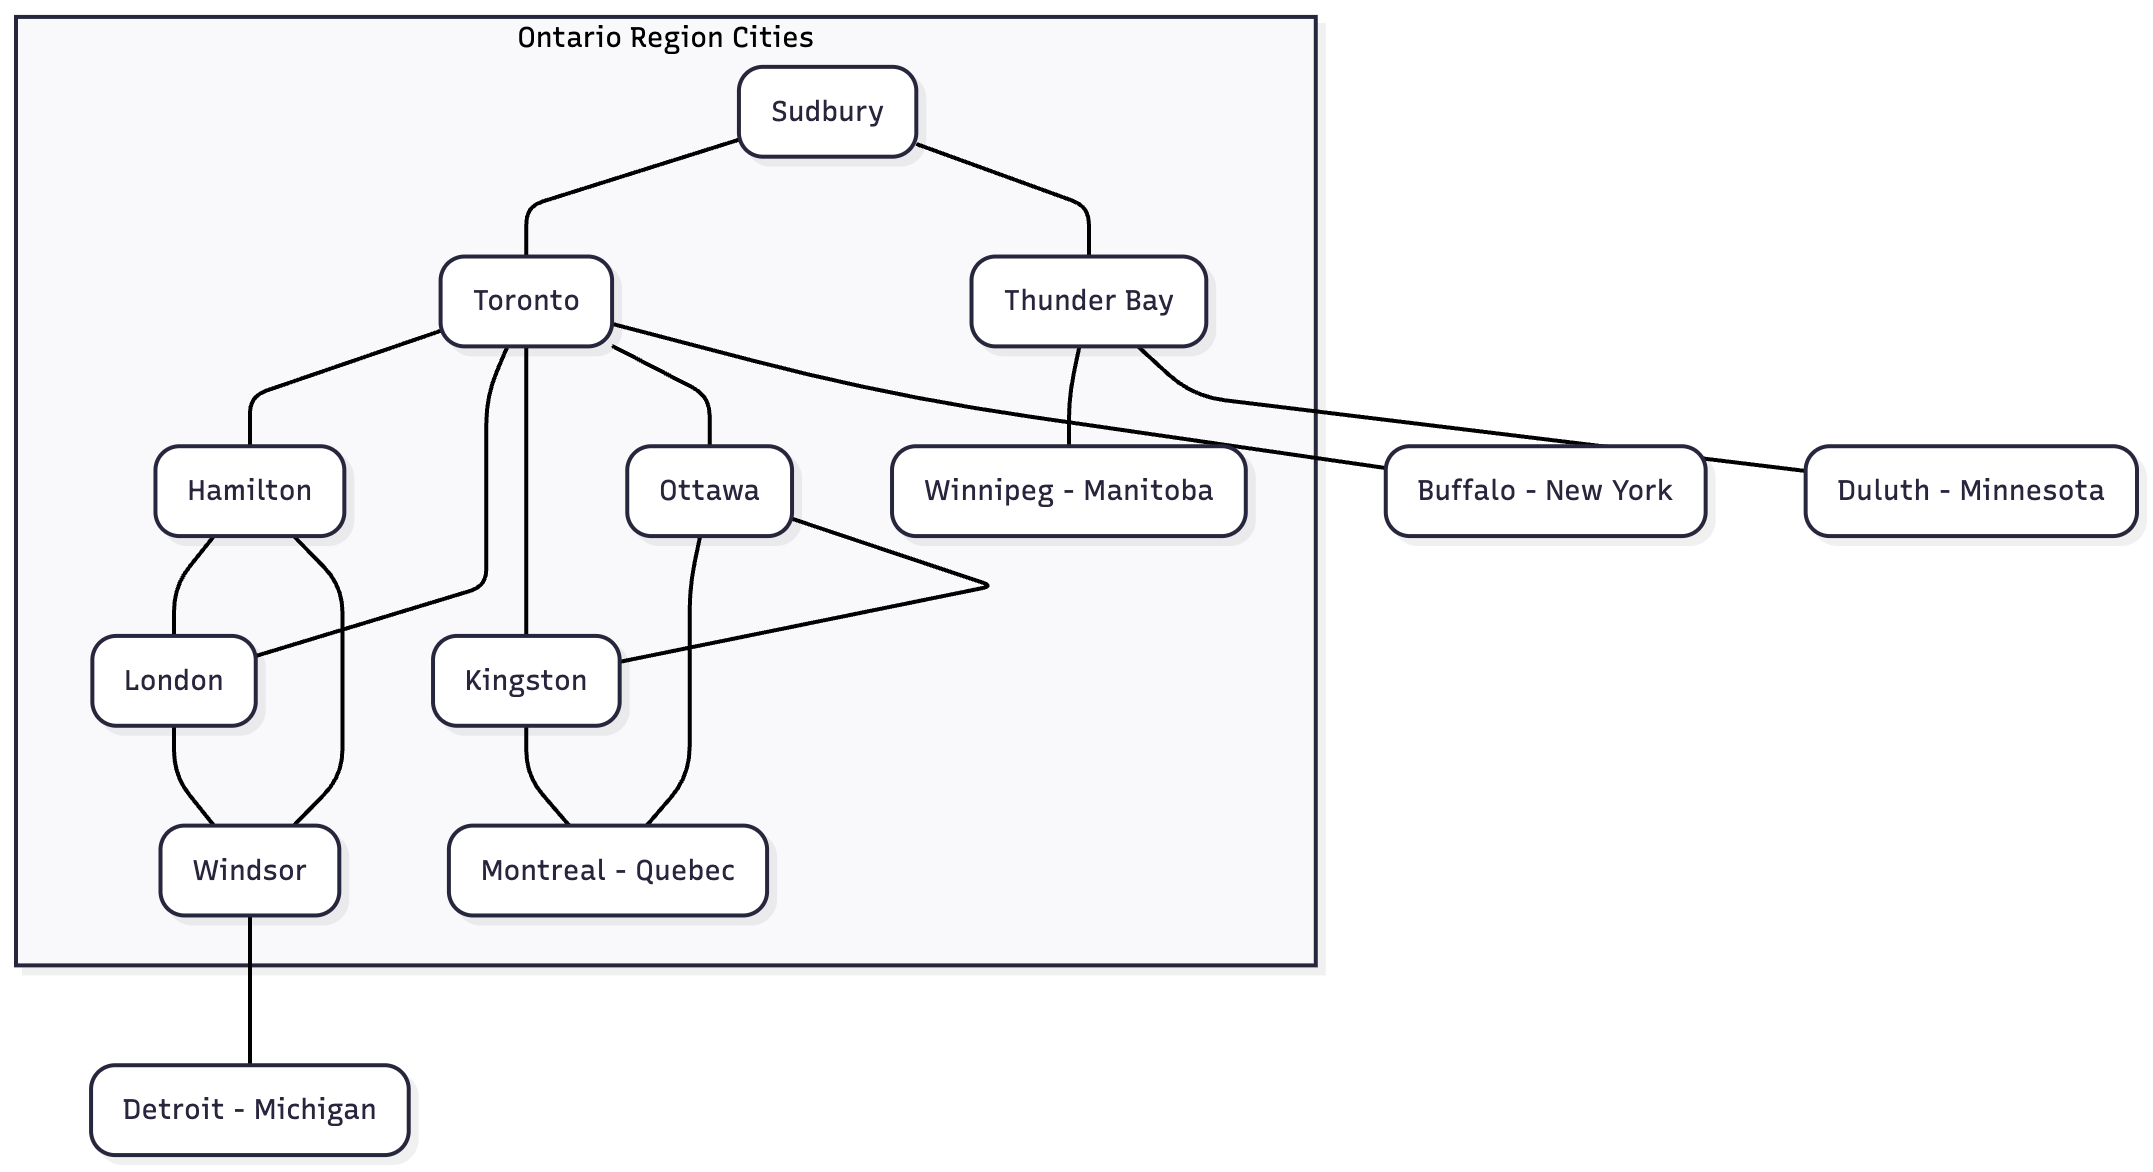 Ontario Region Cities
Sudbury
Toronto
Thunder Bay
Hamilton
Ottawa
Winnipeg - Manitoba
Buffalo - New York
Duluth - Minnesota
London
Kingston
Windsor
Montreal - Quebec
Detroit - Michigan